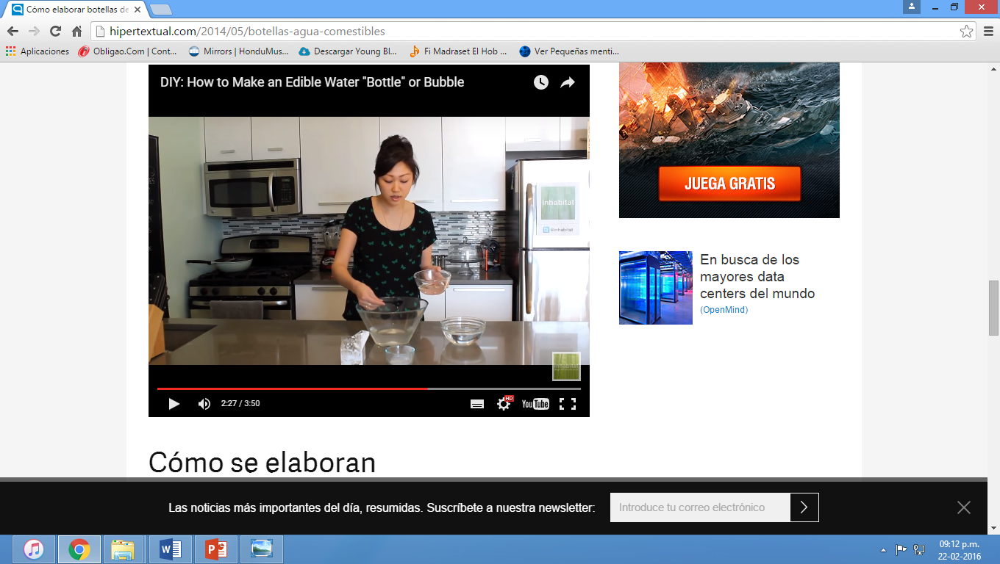 Cómo elaborar botellas de
hipertextual.com/2014/05/botellas-agua-comestibles
Aplicaciones
Obligao.Com | Cont...
Mirrors | HonduMus...
Descargar Young Bl...
Fi Madraset El Hob ...
Ver Pequeñas menti...
DIY: How to Make an Edible Water "Bottle" or Bubble
inhabitat
@inhabitat
inhabitat
2:27 / 3:50
HD
YouTube
JUEGA GRATIS
En busca de los
mayores data
centers del mundo
(OpenMind)
Cómo se elaboran
Las noticias más importantes del día, resumidas. Suscríbete a nuestra newsletter:
Introduce tu correo electrónico
09:12 p.m.
22-02-2016